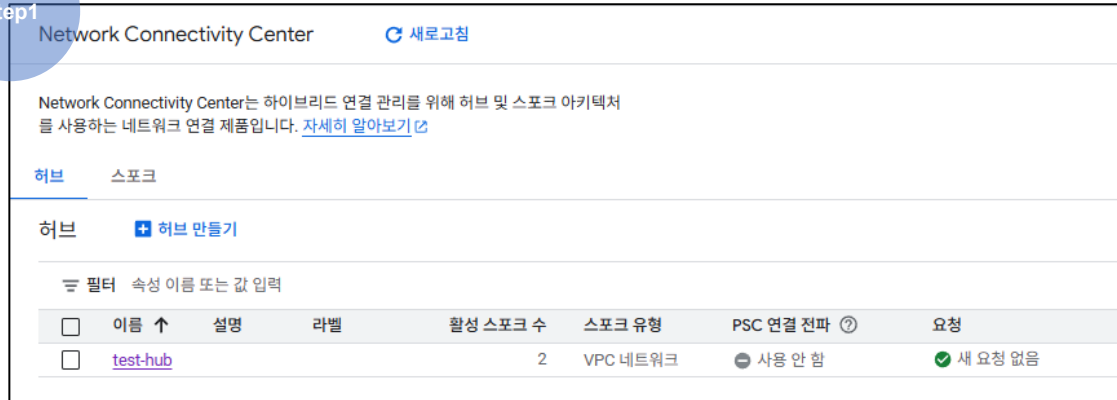 tep1
Network Connectivity Center 새로고침
Network Connectivity Center는 하이브리드 연결 관리를 위해 허브 및 스포크 아키텍처
를 사용하는 네트워크 연결 제품입니다. 자세히 알아보기
허브 스포크
허브 허브 만들기
필터 속성 이름 또는 값 입력
이름 설명 라벨 활성 스포크 수 스포크 유형 PSC 연결 전파 요청
test-hub 2 VPC 네트워크 사용 안 함 새 요청 없음